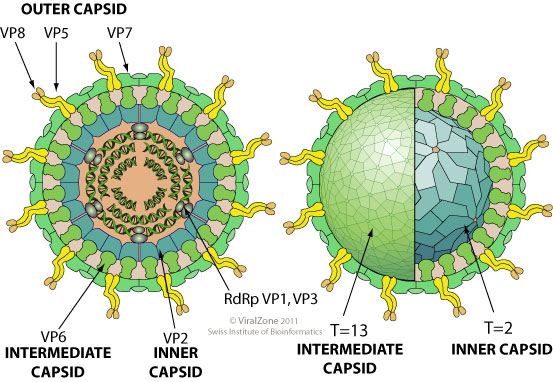 OUTER CAPSID
VP8 VP5 VP7
RdRp VP1, VP3
© ViralZone 2011
Swiss Institute of Bioinformatics
VP6
INTERMEDIATE
CAPSID
VP2
INNER
CAPSID
T=13
INTERMEDIATE
CAPSID
T=2
INNER CAPSID